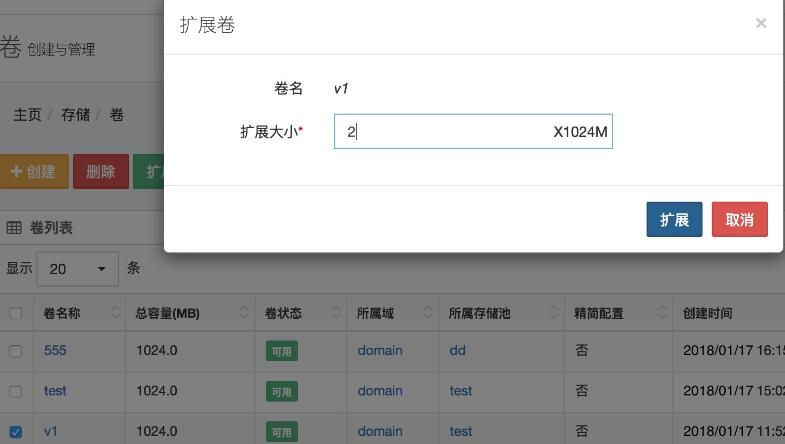 扩展卷 ×
卷 创建与管理
卷名 v1
主页 / 存储 / 卷
扩展大小* 2 X1024M
创建 删除
扩展 取消
卷列表
显示 20 条
卷名称 总容量(MB) 卷状态 所属域 所属存储池 精简配置 创建时间
555 1024.0 可用 domain dd 否 2018/01/17 16:15
test 1024.0 可用 domain test 否 2018/01/17 15:02
v1 1024.0 可用 domain test 否 2018/01/17 11:52